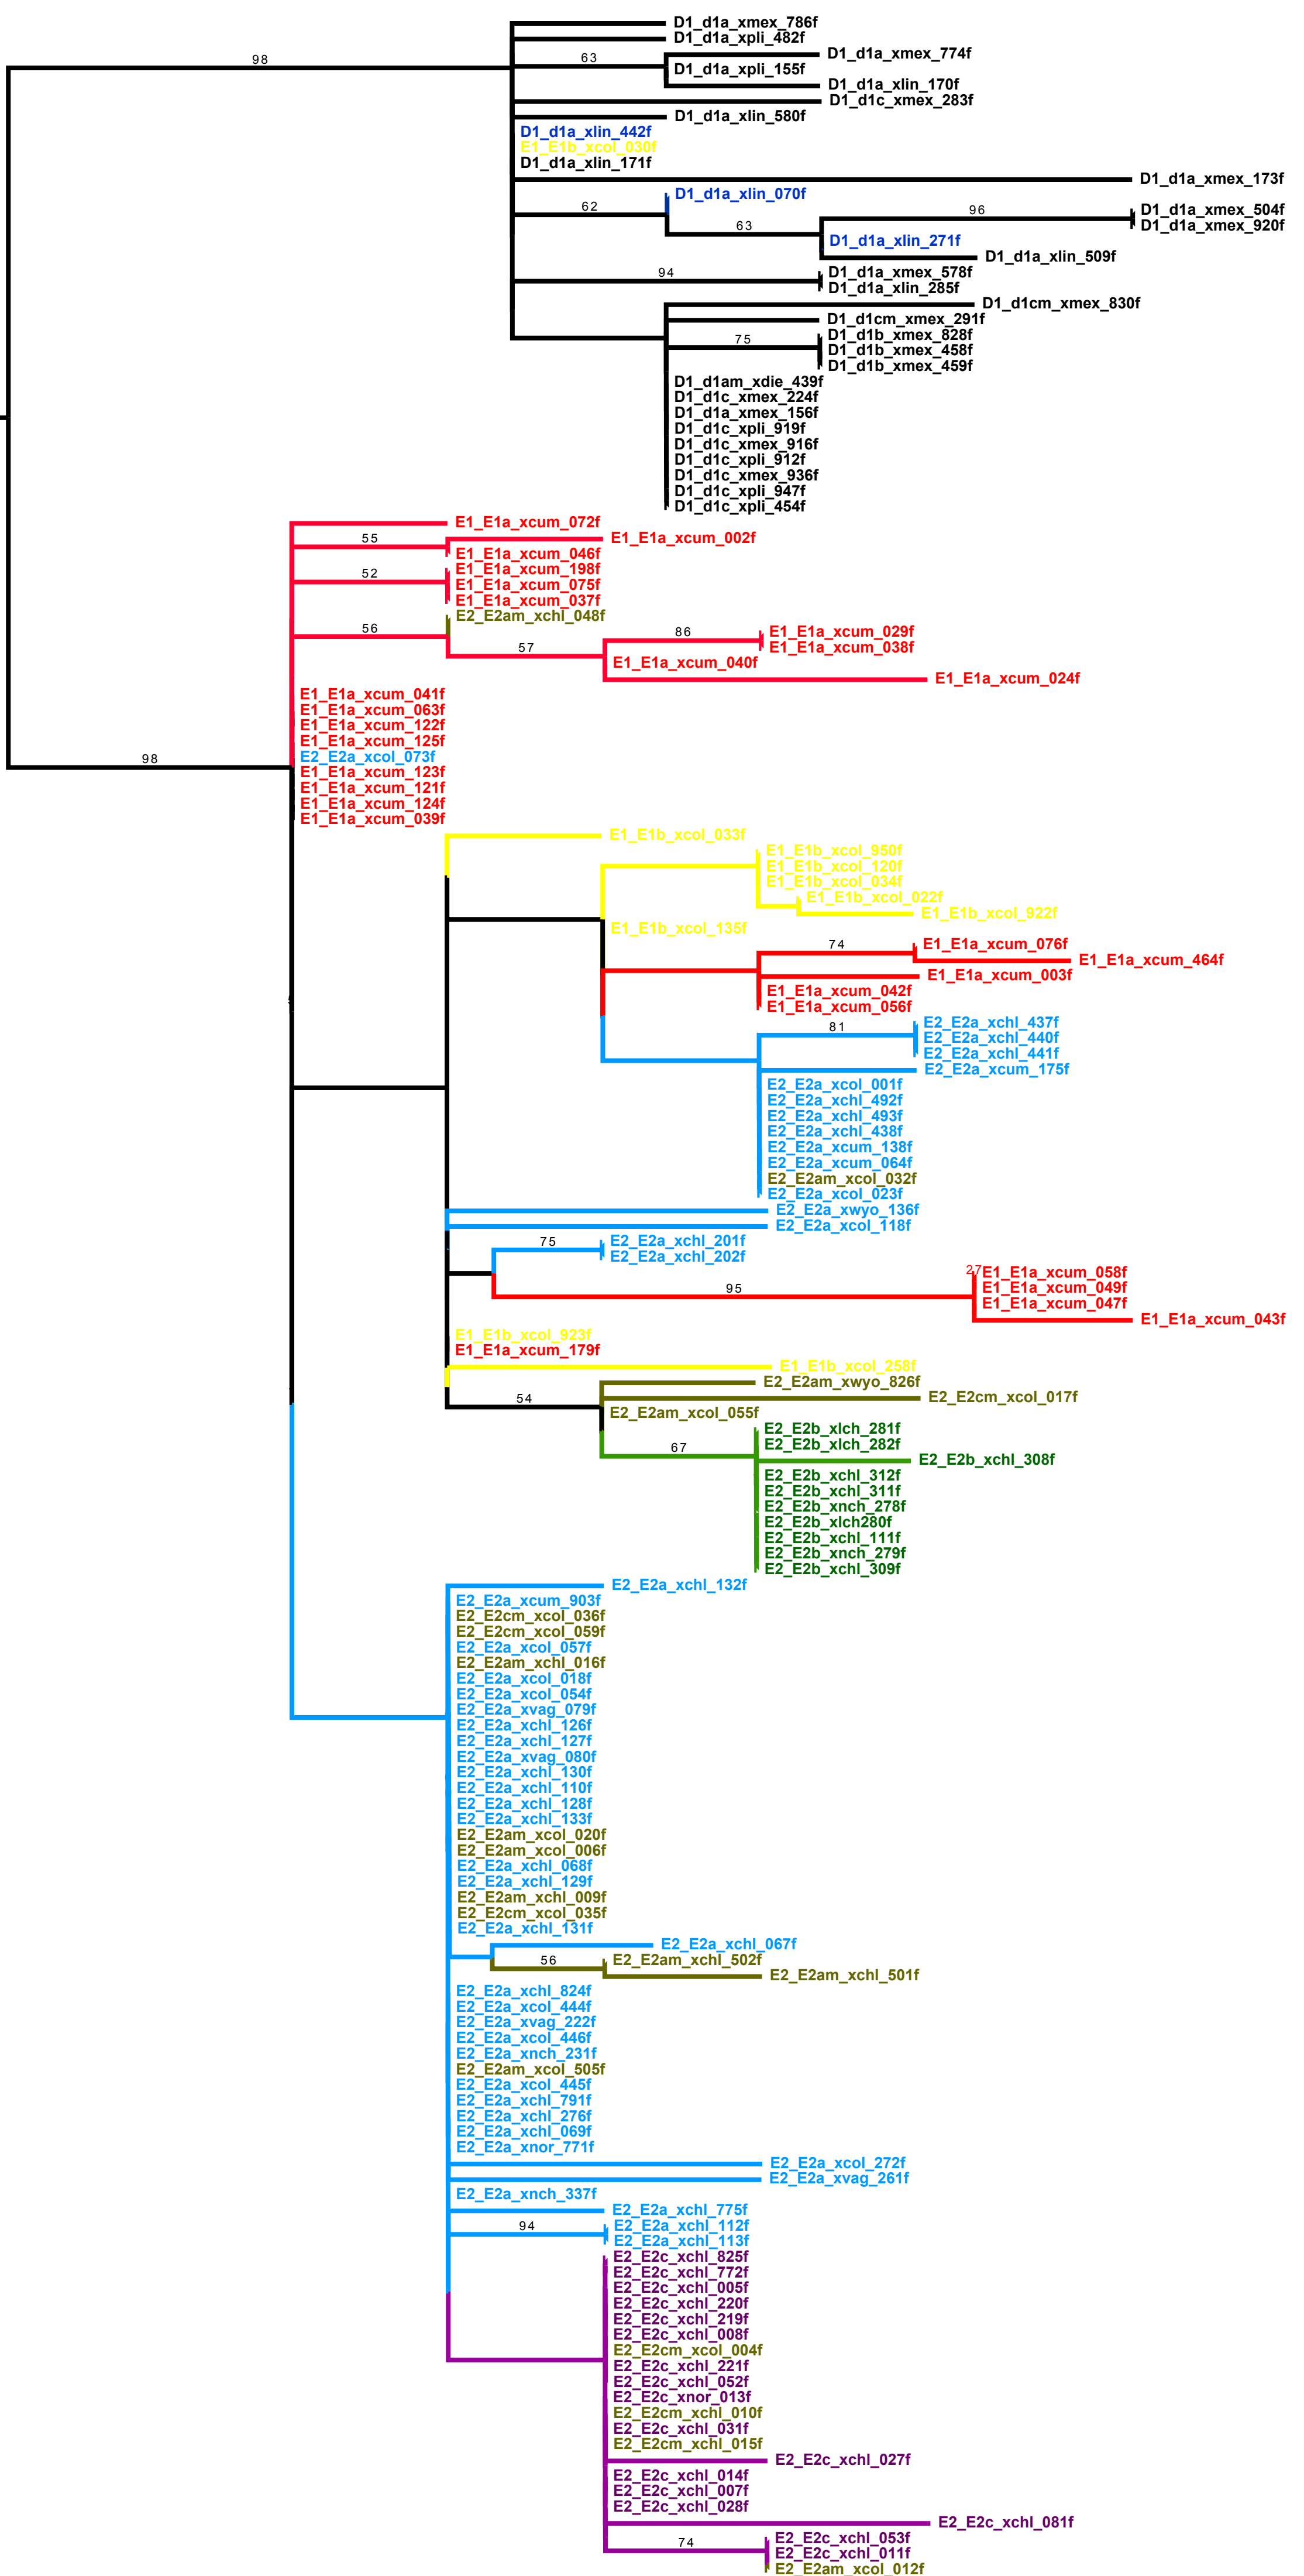 D1_d1a_xmex_786f
D1_d1a_xpli_482f
98
63
D1_d1a_xmex_774f
D1_d1a_xpli_155f
D1_d1a_xlin_170f
D1_d1c_xmex_283f
D1_d1a_xlin_580f
D1_d1a_xlin_442f
E1_E1b_xcol_030f
D1_d1a_xlin_171f
D1_d1a_xmex_173f
D1_d1a_xlin_070f
62
96
D1_d1a_xmex_504f
D1_d1a_xmex_920f
63
D1_d1a_xlin_271f
D1_d1a_xlin_509f
94
D1_d1a_xmex_578f
D1_d1a_xlin_285f
D1_d1cm_xmex_830f
D1_d1cm_xmex_291f
75
D1_d1b_xmex_828f
D1_d1b_xmex_458f
D1_d1b_xmex_459f
D1_d1am_xdie_439f
D1_d1c_xmex_224f
D1_d1a_xmex_156f
D1_d1c_xpli_919f
D1_d1c_xmex_916f
D1_d1c_xpli_912f
D1_d1c_xmex_936f
D1_d1c_xpli_947f
D1_d1c_xpli_454f
E1_E1a_xcum_072f
55
E1_E1a_xcum_002f
E1_E1a_xcum_046f
52
E1_E1a_xcum_198f
E1_E1a_xcum_075f
E1_E1a_xcum_037f
E2_E2am_xchl_048f
56
86
E1_E1a_xcum_029f
E1_E1a_xcum_038f
57
E1_E1a_xcum_040f
E1_E1a_xcum_024f
E1_E1a_xcum_041f
E1_E1a_xcum_063f
E1_E1a_xcum_122f
E1_E1a_xcum_125f
98
E2_E2a_xcol_073f
E1_E1a_xcum_123f
E1_E1a_xcum_121f
E1_E1a_xcum_124f
E1_E1a_xcum_039f
E1_E1b_xcol_033f
E1_E1b_xcol_950f
E1_E1b_xcol_120f
E1_E1b_xcol_034f
E1_E1b_xcol_022f
E1_E1b_xcol_922f
E1_E1b_xcol_135f
74
E1_E1a_xcum_076f
E1_E1a_xcum_464f
E1_E1a_xcum_003f
E1_E1a_xcum_042f
E1_E1a_xcum_056f
81
E2_E2a_xchl_437f
E2_E2a_xchl_440f
E2_E2a_xchl_441f
E2_E2a_xcum_175f
E2_E2a_xcol_001f
E2_E2a_xchl_492f
E2_E2a_xchl_493f
E2_E2a_xchl_438f
E2_E2a_xcum_138f
E2_E2a_xcum_064f
E2_E2am_xcol_032f
E2_E2a_xcol_023f
E2_E2a_xwyo_136f
E2_E2a_xcol_118f
75
E2_E2a_xchl_201f
E2_E2a_xchl_202f
27
E1_E1a_xcum_058f
95
E1_E1a_xcum_049f
E1_E1a_xcum_047f
E1_E1a_xcum_043f
E1_E1b_xcol_923f
E1_E1a_xcum_179f
E1_E1b_xcol_258f
E2_E2am_xwyo_826f
54
E2_E2cm_xcol_017f
E2_E2am_xcol_055f
E2_E2b_xlch_281f
67
E2_E2b_xlch_282f
E2_E2b_xchl_308f
E2_E2b_xchl_312f
E2_E2b_xchl_311f
E2_E2b_xnch_278f
E2_E2b_xlch280f
E2_E2b_xchl_111f
E2_E2b_xnch_279f
E2_E2b_xchl_309f
E2_E2a_xchl_132f
E2_E2a_xcum_903f
E2_E2cm_xcol_036f
E2_E2cm_xcol_059f
E2_E2a_xcol_057f
E2_E2am_xchl_016f
E2_E2a_xcol_018f
E2_E2a_xcol_054f
E2_E2a_xvag_079f
E2_E2a_xchl_126f
E2_E2a_xchl_127f
E2_E2a_xvag_080f
E2_E2a_xchl_130f
E2_E2a_xchl_110f
E2_E2a_xchl_128f
E2_E2a_xchl_133f
E2_E2am_xcol_020f
E2_E2am_xcol_006f
E2_E2a_xchl_068f
E2_E2a_xchl_129f
E2_E2am_xchl_009f
E2_E2cm_xcol_035f
E2_E2a_xchl_131f
E2_E2a_xchl_067f
56
E2_E2am_xchl_502f
E2_E2am_xchl_501f
E2_E2a_xchl_824f
E2_E2a_xcol_444f
E2_E2a_xvag_222f
E2_E2a_xcol_446f
E2_E2a_xnch_231f
E2_E2am_xcol_505f
E2_E2a_xcol_445f
E2_E2a_xchl_791f
E2_E2a_xchl_276f
E2_E2a_xchl_069f
E2_E2a_xnor_771f
E2_E2a_xcol_272f
E2_E2a_xvag_261f
E2_E2a_xnch_337f
E2_E2a_xchl_775f
94
E2_E2a_xchl_112f
E2_E2a_xchl_113f
E2_E2c_xchl_825f
E2_E2c_xchl_772f
E2_E2c_xchl_005f
E2_E2c_xchl_220f
E2_E2c_xchl_219f
E2_E2c_xchl_008f
E2_E2cm_xcol_004f
E2_E2c_xchl_221f
E2_E2c_xchl_052f
E2_E2c_xnor_013f
E2_E2cm_xchl_010f
E2_E2c_xchl_031f
E2_E2cm_xchl_015f
E2_E2c_xchl_027f
E2_E2c_xchl_014f
E2_E2c_xchl_007f
E2_E2c_xchl_028f
E2_E2c_xchl_081f
74
E2_E2c_xchl_053f
E2_E2c_xchl_011f
E2_E2am_xcol_012f